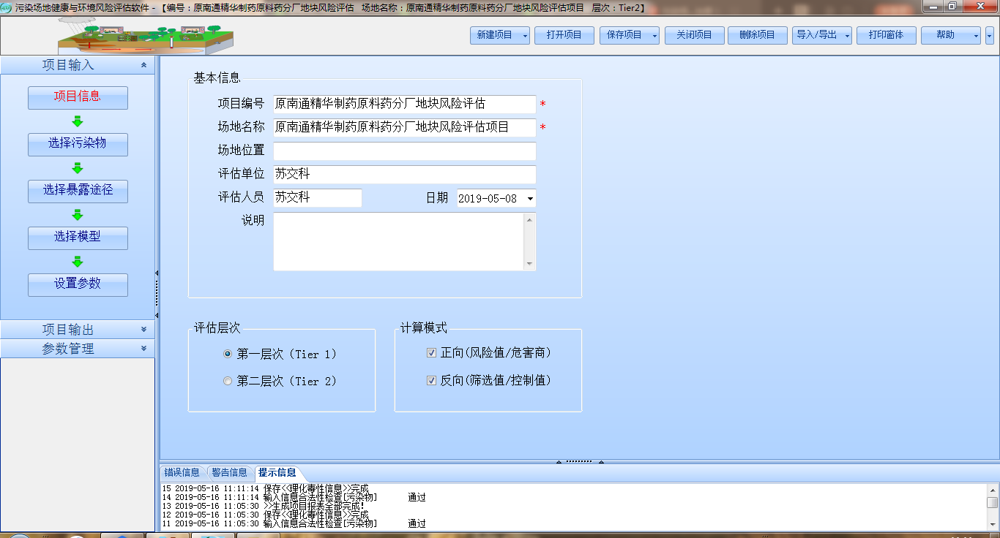 污染场地健康与环境风险评估软件 - 【编号：原南通精华制药原料药分厂地块风险评估 场地名称：原南通精华制药原料药分厂地块风险评估项目 层次：Tier2】
新建项目 打开项目 保存项目 关闭项目 删除项目 导入/导出 打印窗体 帮助
项目输入
项目信息
选择污染物
选择暴露途径
选择模型
设置参数
项目输出
参数管理
基本信息
项目编号 原南通精华制药原料药分厂地块风险评估 *
场地名称 原南通精华制药原料药分厂地块风险评估项目 *
场地位置
评估单位 苏交科
评估人员 苏交科 日期 2019-05-08
说明
评估层次
第一层次（Tier 1）
第二层次（Tier 2）
计算模式
正向(风险值/危害商)
反向(筛选值/控制值)
错误信息 警告信息 提示信息
15 2019-05-16 11:11:14 保存<<理化毒性信息>>完成
14 2019-05-16 11:11:14 输入信息合法性检查[污染物] 通过
13 2019-05-16 11:05:30 >>生成项目报表全部完成!
12 2019-05-16 11:05:30 保存<<理化毒性信息>>完成
11 2019-05-16 11:05:30 输入信息合法性检查[污染物] 通过